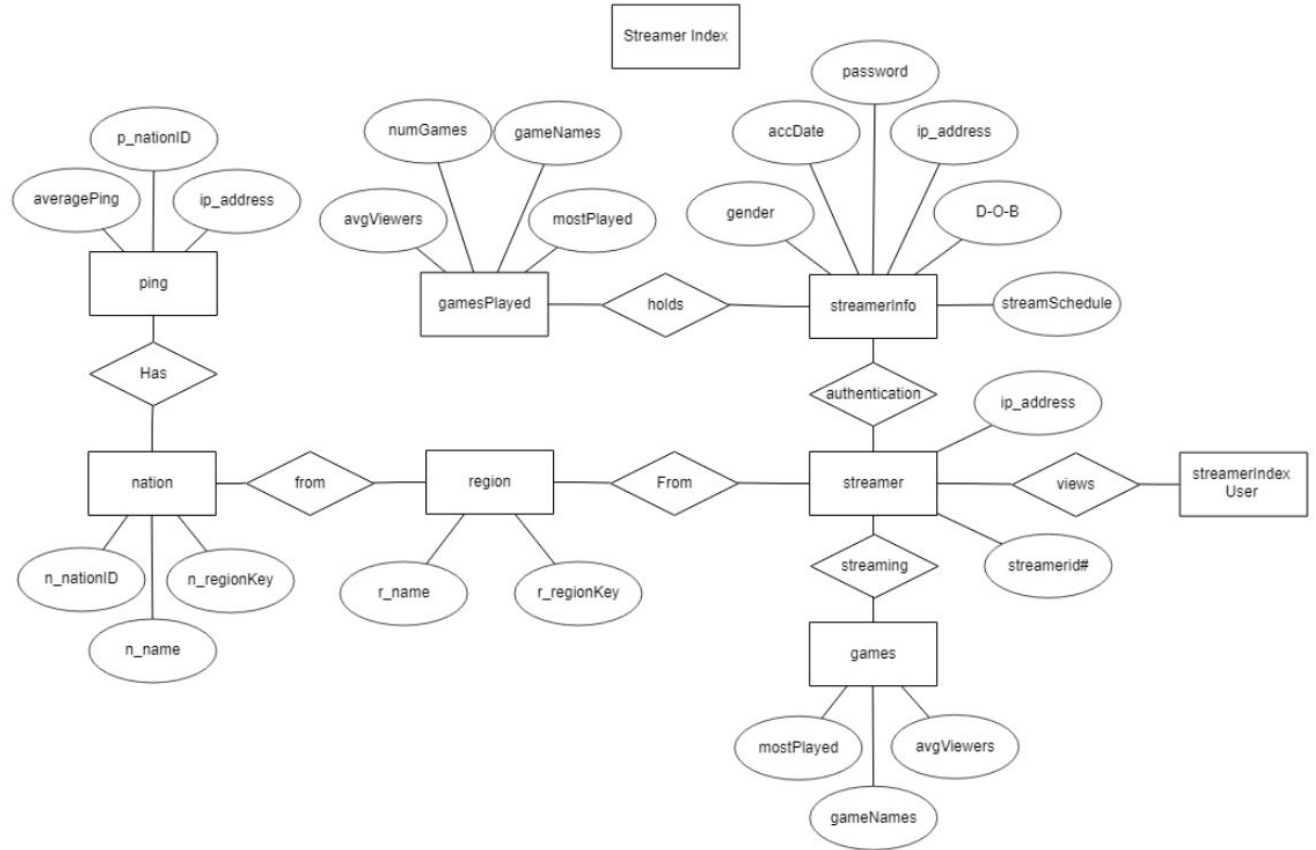 Streamer Index
password
p_nationID
numGames
gameNames
accDate
ip_address
averagePing
ip_address
avgViewers
mostPlayed
gender
D-O-B
ping
gamesPlayed
holds
streamerInfo
streamSchedule
Has
authentication
ip_address
nation
from
region
From
streamer
views
streamerIndex
User
n_nationID
n_regionKey
r_name
r_regionKey
streaming
streamerid#
n_name
games
mostPlayed
avgViewers
gameNames